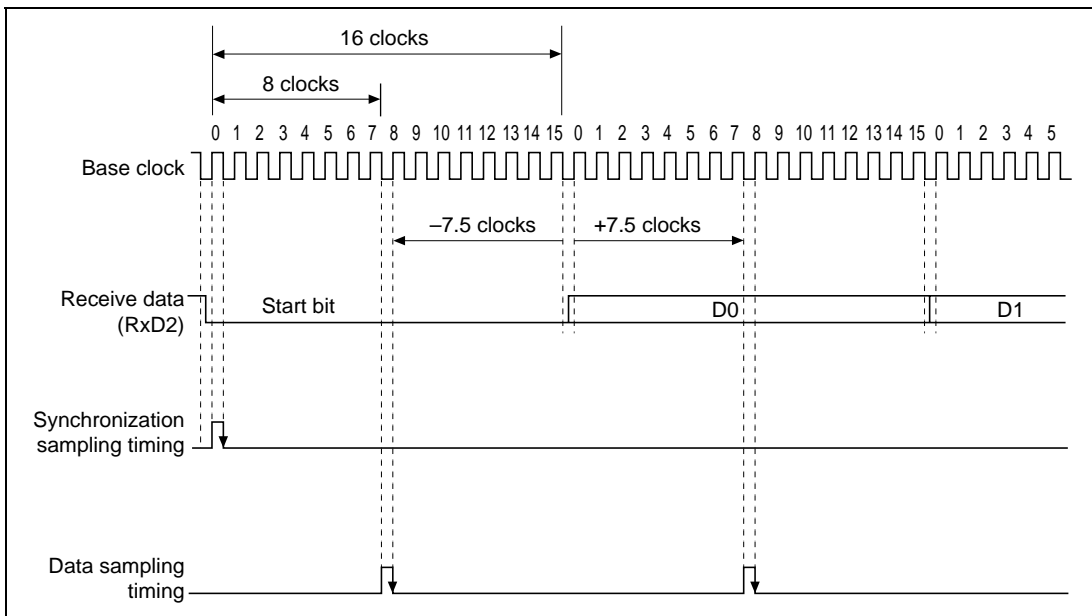 16 clocks
8 clocks
0 1 2 3 4 5 6 7 8 9 10 11 12 13 14 15 0 1 2 3 4 5 6 7 8 9 10 11 12 13 14 15 0 1 2 3 4 5
Base clock
–7.5 clocks +7.5 clocks
Receive data
(RxD2)
Start bit D0 D1
Synchronization
sampling timing
Data sampling
timing